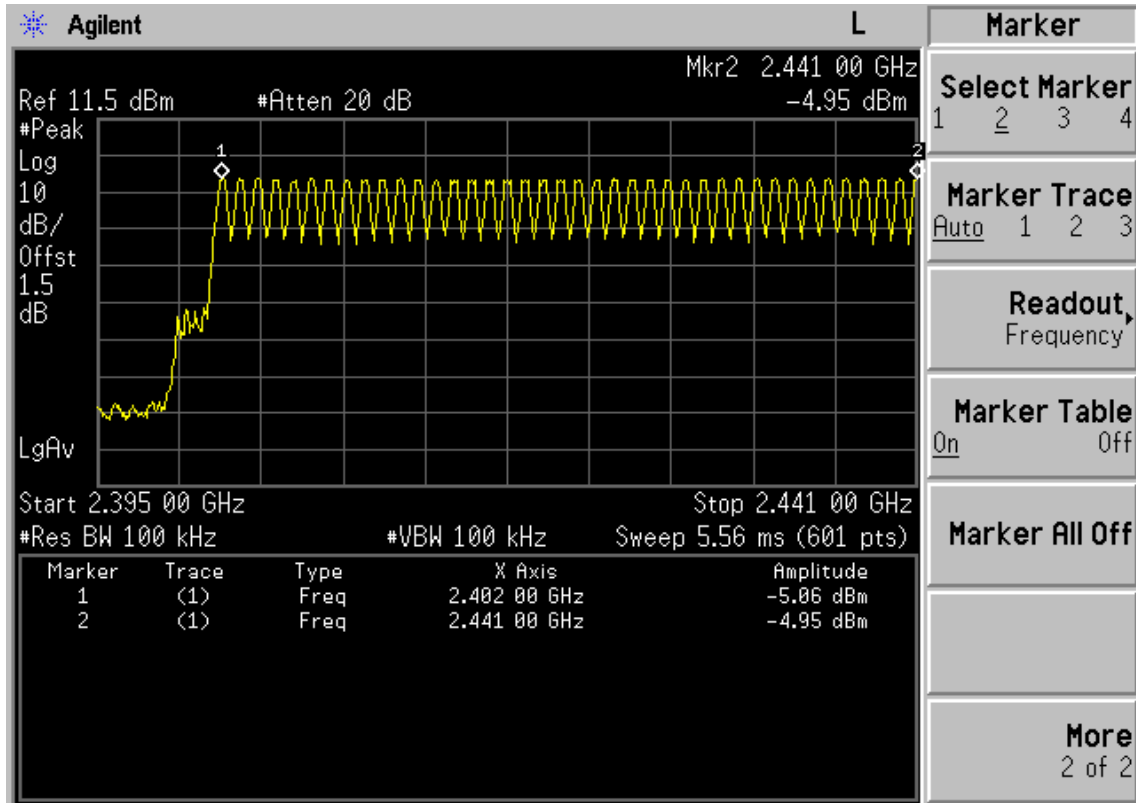 Agilent L
Mkr2 2.441 00 GHz
Ref 11.5 dBm #Atten 20 dB -4.95 dBm
#Peak
Log
10
dB/
Offst
1.5
dB
1
2
LgAv
Start 2.395 00 GHz Stop 2.441 00 GHz
#Res BW 100 kHz #VBW 100 kHz Sweep 5.56 ms (601 pts)
Marker Trace Type X Axis Amplitude
1 (1) Freq 2.402 00 GHz -5.06 dBm
2 (1) Freq 2.441 00 GHz -4.95 dBm
Marker
Select Marker
1 2 3 4
Marker Trace
Auto 1 2 3
Readout
Frequency
Marker Table
On Off
Marker All Off
More
2 of 2